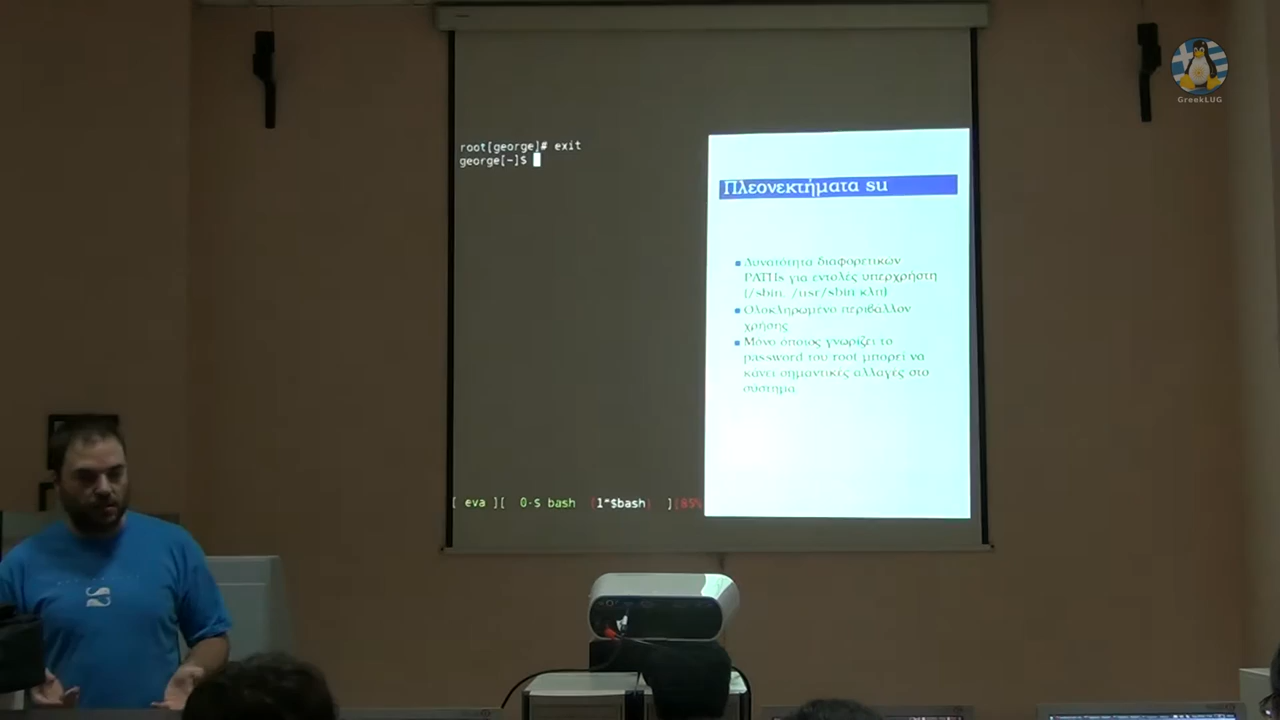 GreekLUG
root[george]# exit
george[~]$
Πλεονεκτήματα su
Δυνατότητα διαφορετικών
PATHs για εντολές υπερχρήστη
(/sbin, /usr/sbin κλπ)
Ολοκληρωμένο περιβάλλον
χρήσης
Μόνο όποιος γνωρίζει το
password του root μπορεί να
κάνει σημαντικές αλλαγές στο
σύστημα.
[ eva ][ 0-$ bash (1*$bash) ][85%